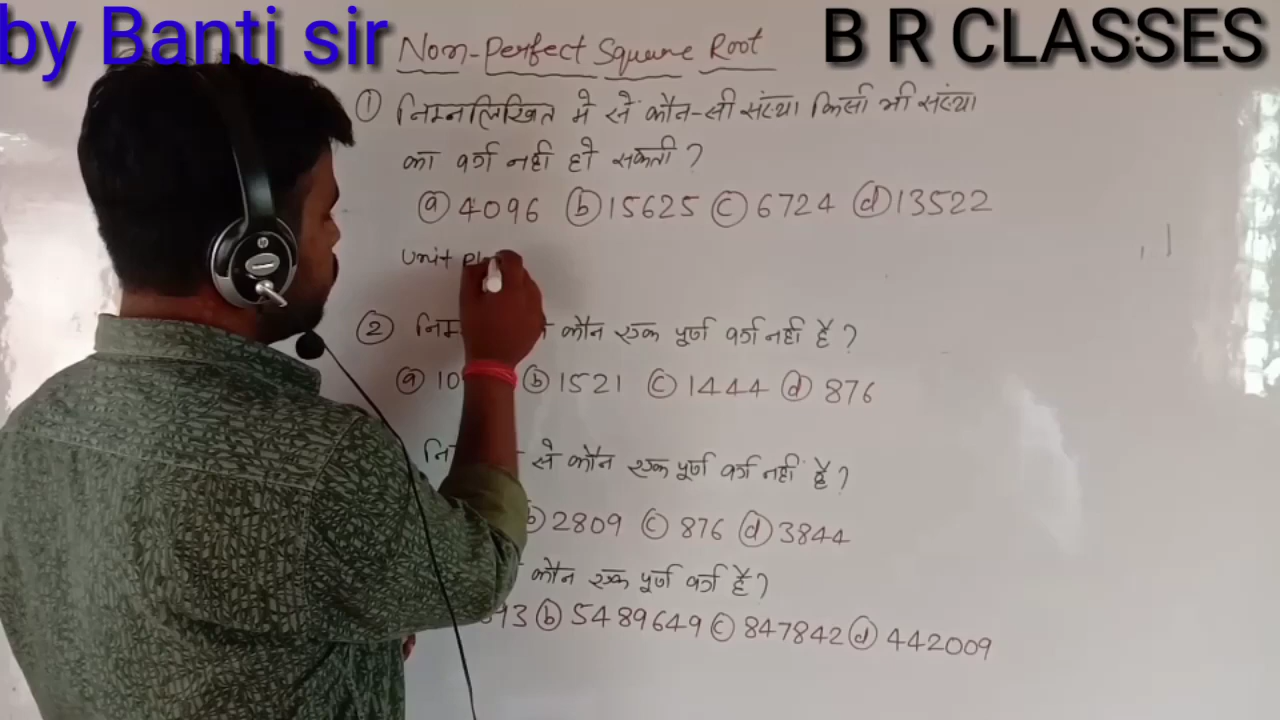 by Banti sir
B R CLASSES
Non-Perfect Square Root
① निम्नलिखित मे से कौन-सी संख्या किसी भी संख्या
का वर्ग नही हो सकती ?
ⓐ 4096 ⓑ 15625 ⓒ 6724 ⓓ 13522
Unit
② कौन एक पूर्ण वर्ग नहीं है ?
ⓐ ⓑ 1521 ⓒ 1444 ⓓ 876
से कौन एक पूर्ण वर्ग नहीं है ?
ⓑ 2809 ⓒ 876 ⓓ 3844
कौन एक पूर्ण वर्ग है ?
ⓑ 5489649 ⓒ 847842 ⓓ 442009
hp